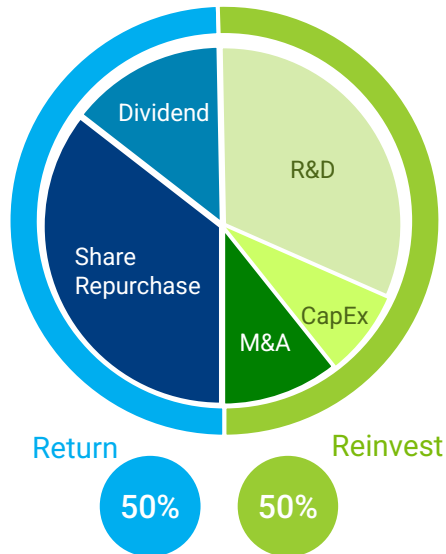 Dividend
R&D
Share
Repurchase
CapEx
M&A
Return
Reinvest
50%
50%